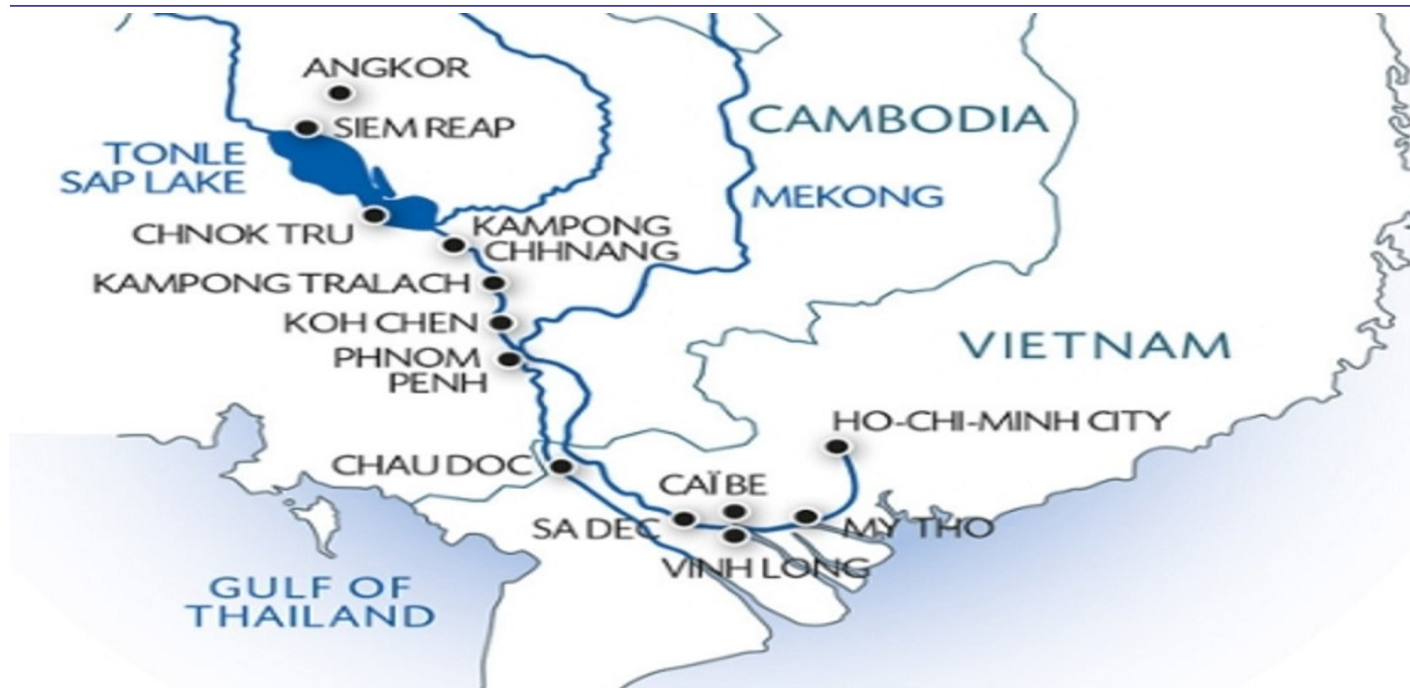 ANGKOR
SIEM REAP
CAMBODIA
TONLE
SAP LAKE
MEKONG
CHNOK TRU
KAMPONG
CHHNANG
KAMPONG TRALACH
KOH CHEN
PHNOM
PENH
VIETNAM
HO-CHI-MINH CITY
CHAU DOC
CAÏ BE
SA DEC
MY THO
VINH LONG
GULF OF
THAILAND